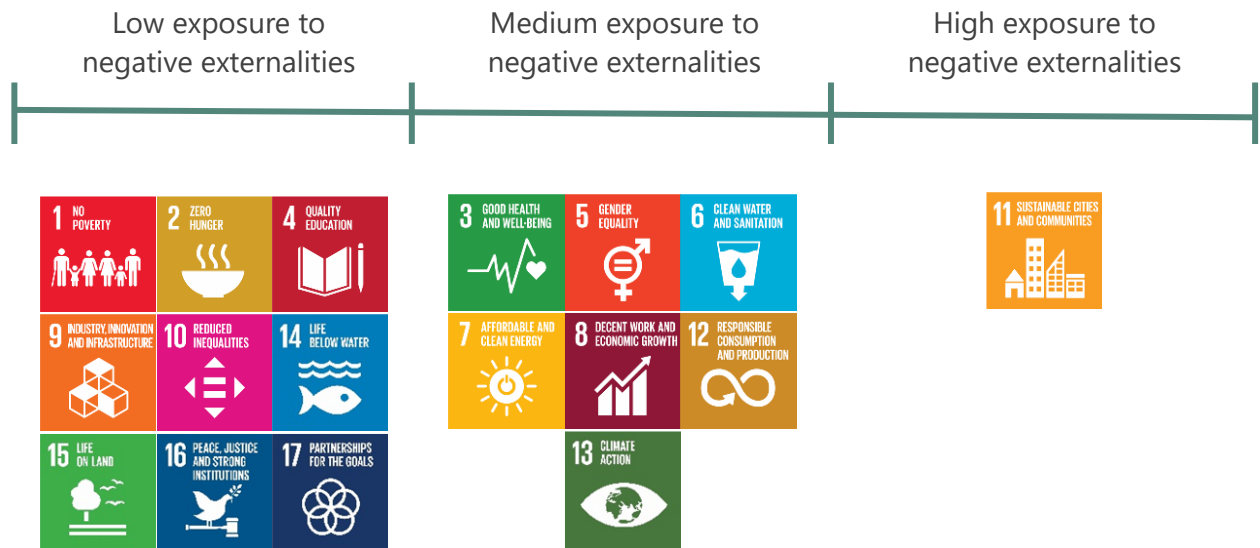 Low exposure to
negative externalities
Medium exposure to
negative externalities
High exposure to
negative externalities
1 NO
POVERTY
2 ZERO
HUNGER
4 QUALITY
EDUCATION
9 INDUSTRY, INNOVATION
AND INFRASTRUCTURE
10 REDUCED
INEQUALITIES
14 LIFE
BELOW WATER
15 LIFE
ON LAND
16 PEACE, JUSTICE
AND STRONG
INSTITUTIONS
17 PARTNERSHIPS
FOR THE GOALS
3 GOOD HEALTH
AND WELL-BEING
5 GENDER
EQUALITY
6 CLEAN WATER
AND SANITATION
7 AFFORDABLE AND
CLEAN ENERGY
8 DECENT WORK AND
ECONOMIC GROWTH
12 RESPONSIBLE
CONSUMPTION
AND PRODUCTION
13 CLIMATE
ACTION
11 SUSTAINABLE CITIES
AND COMMUNITIES